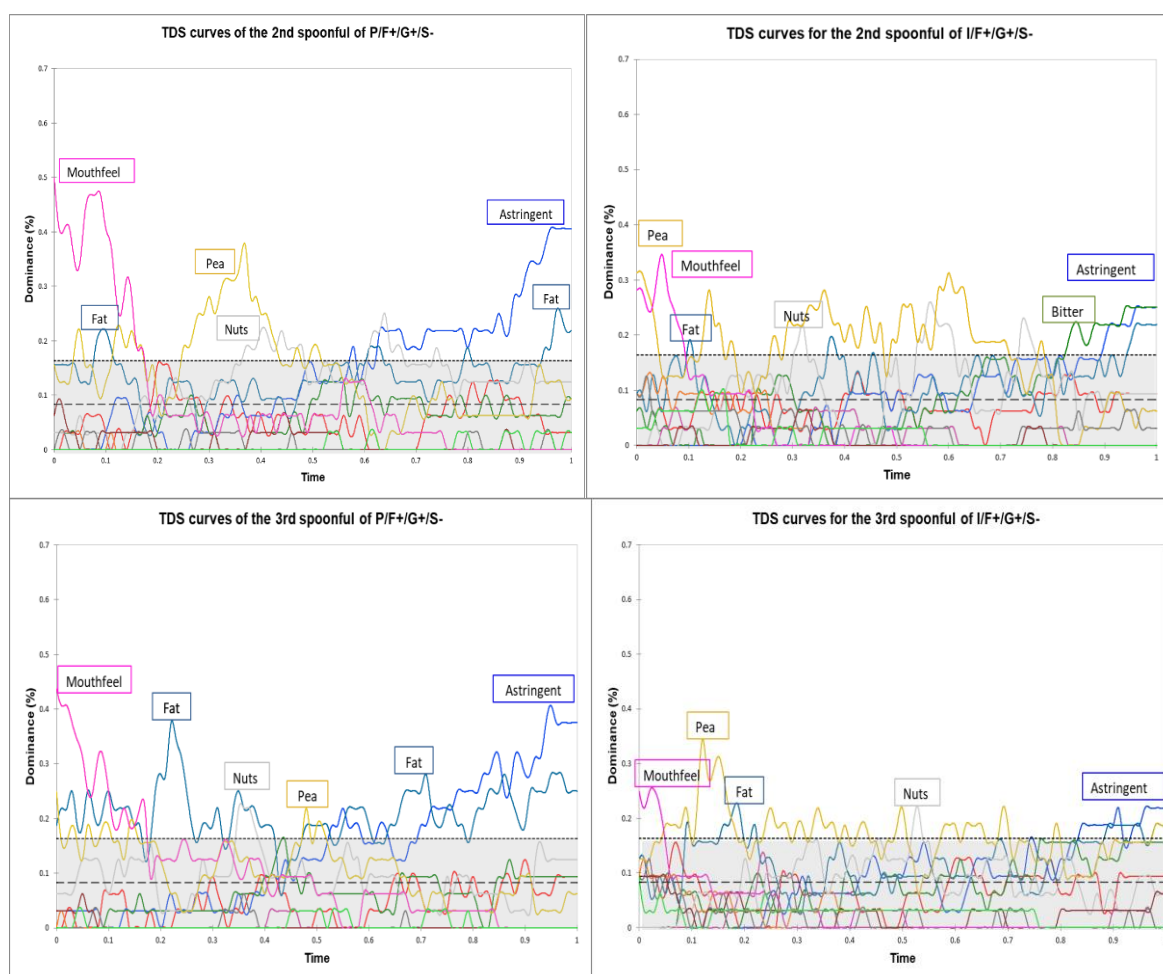 TDS curves of the 2nd spoonful of P/F+/G+/S-
0.7
0.6
0.5
0.4
0.3
0.2
0.1
0
Dominance (%)
Mouthfeel
Fat
Pea
Nuts
Astringent
Fat
0 0.1 0.2 0.3 0.4 0.5 0.6 0.7 0.8 0.9 1
Time
TDS curves for the 2nd spoonful of I/F+/G+/S-
0.7
0.6
0.5
0.4
0.3
0.2
0.1
0
Dominance (%)
Pea
Mouthfeel
Fat
Nuts
Bitter
Astringent
0 0.1 0.2 0.3 0.4 0.5 0.6 0.7 0.8 0.9 1
Time
TDS curves of the 3rd spoonful of P/F+/G+/S-
0.7
0.6
0.5
0.4
0.3
0.2
0.1
0
Dominance (%)
Mouthfeel
Fat
Nuts
Pea
Fat
Astringent
0 0.1 0.2 0.3 0.4 0.5 0.6 0.7 0.8 0.9 1
Time
TDS curves for the 3rd spoonful of I/F+/G+/S-
0.7
0.6
0.5
0.4
0.3
0.2
0.1
0
Dominance (%)
Mouthfeel
Pea
Fat
Nuts
Astringent
0 0.1 0.2 0.3 0.4 0.5 0.6 0.7 0.8 0.9 1
Time